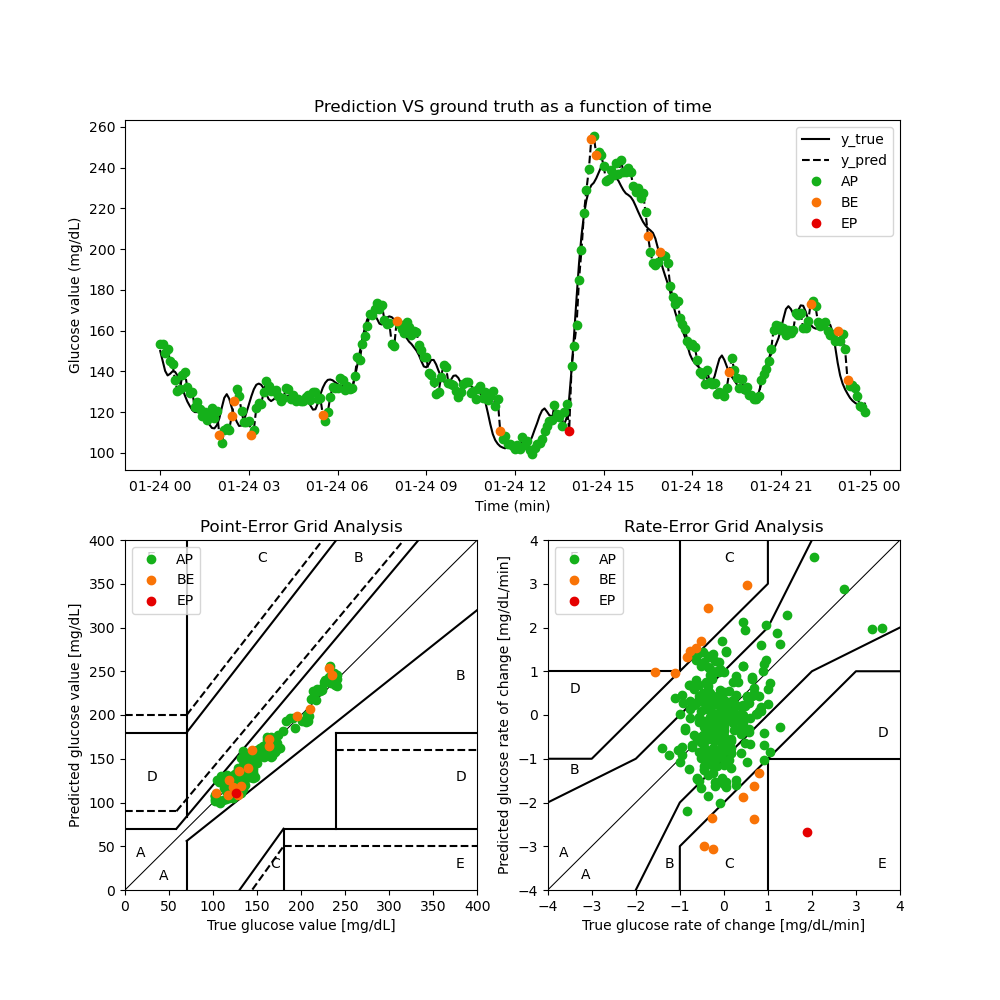 Prediction VS ground truth as a function of time
Glucose value (mg/dL)
260
240
220
200
180
160
140
120
100
y_true
y_pred
AP
BE
EP
01-24 00 01-24 03 01-24 06 01-24 09 01-24 12 01-24 15 01-24 18 01-24 21 01-25 00
Time (min)
Point-Error Grid Analysis
Predicted glucose value [mg/dL]
400
350
300
250
200
150
100
50
0
AP
BE
EP
C B
B
D D
A
A C E
0 50 100 150 200 250 300 350 400
True glucose value [mg/dL]
Rate-Error Grid Analysis
Predicted glucose rate of change [mg/dL/min]
4
3
2
1
0
−1
−2
−3
−4
AP
BE
EP
C
D
D
B
A
A B C E
−4 −3 −2 −1 0 1 2 3 4
True glucose rate of change [mg/dL/min]